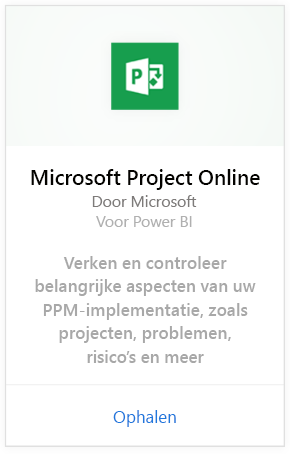 P
Microsoft Project Online
Door Microsoft
Voor Power BI
Verken en controleer
belangrijke aspecten van uw
PPM-implementatie, zoals
projecten, problemen,
risico's en meer
Ophalen